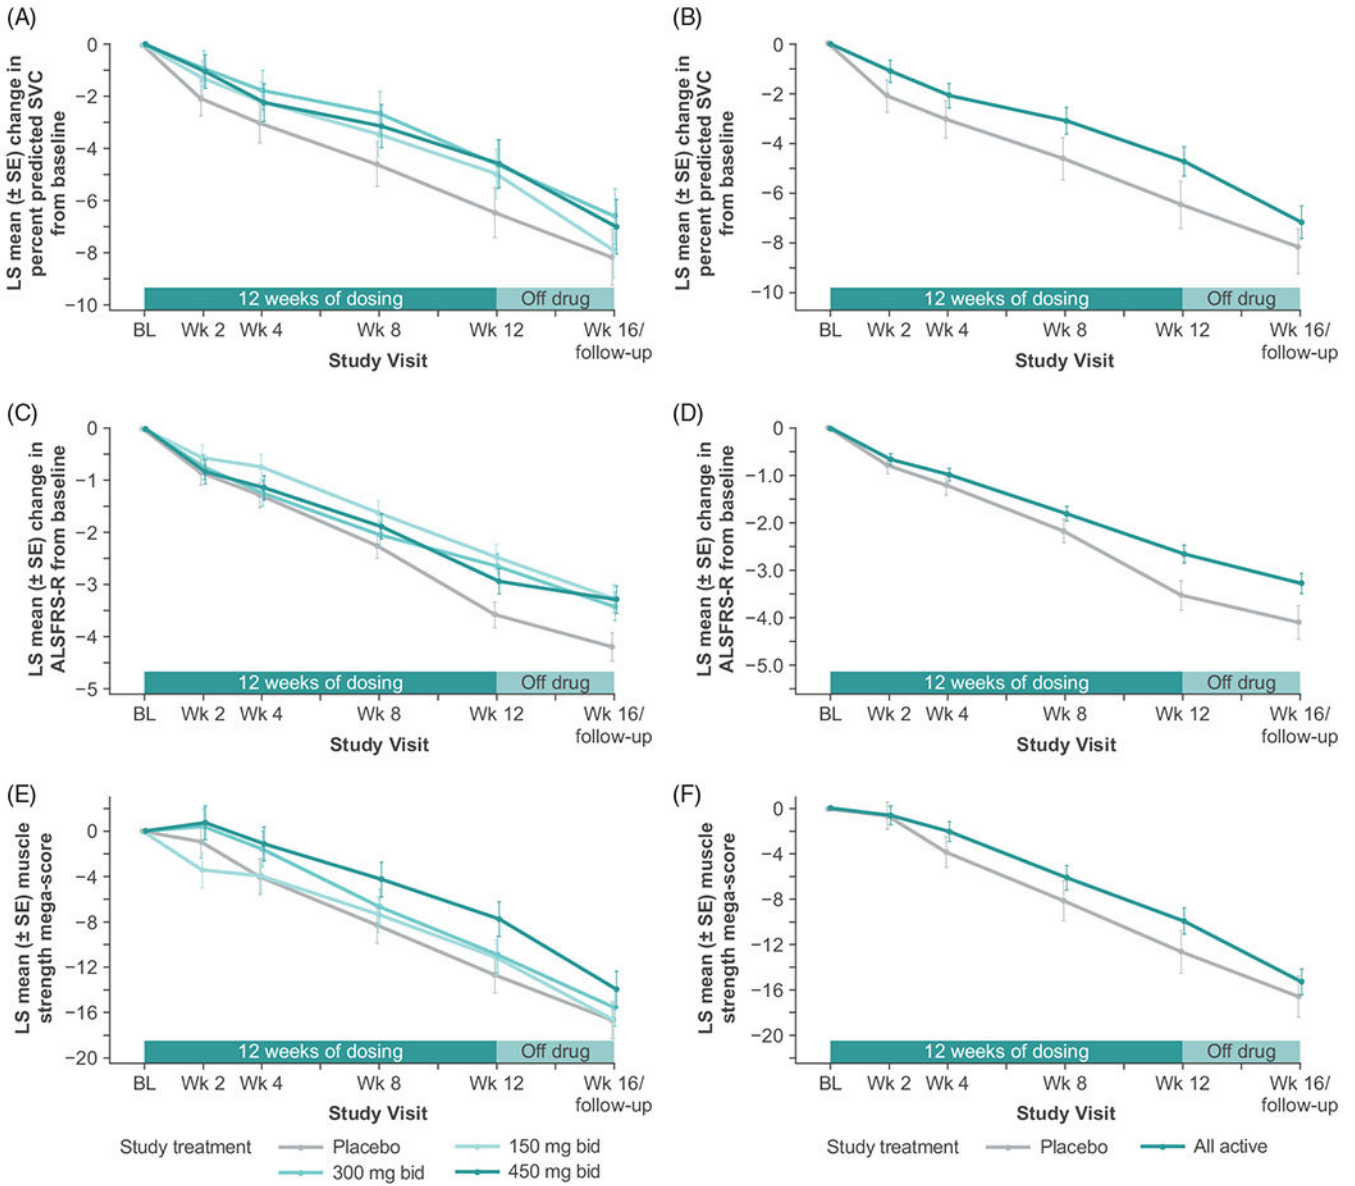 (A)
LS mean (± SE) change in
percent predicted SVC
from baseline
0
−2
−4
−6
−8
−10
12 weeks of dosing
Off drug
BL
Wk 2
Wk 4
Wk 8
Wk 12
Wk 16/
follow-up
Study Visit
(B)
LS mean (± SE) change in
percent predicted SVC
from baseline
0
−2
−4
−6
−8
−10
12 weeks of dosing
Off drug
BL
Wk 2
Wk 4
Wk 8
Wk 12
Wk 16/
follow-up
Study Visit
(C)
LS mean (± SE) change in
ALSFRS-R from baseline
0
−1
−2
−3
−4
−5
12 weeks of dosing
Off drug
BL
Wk 2
Wk 4
Wk 8
Wk 12
Wk 16/
follow-up
Study Visit
(D)
LS mean (± SE) change in
ALSFRS-R from baseline
0
−1.0
−2.0
−3.0
−4.0
−5.0
12 weeks of dosing
Off drug
BL
Wk 2
Wk 4
Wk 8
Wk 12
Wk 16/
follow-up
Study Visit
(E)
LS mean (± SE) muscle
strength mega-score
0
−4
−8
−12
−16
−20
12 weeks of dosing
Off drug
BL
Wk 2
Wk 4
Wk 8
Wk 12
Wk 16/
follow-up
Study Visit
(F)
LS mean (± SE) muscle
strength mega-score
0
−4
−8
−12
−16
−20
12 weeks of dosing
Off drug
BL
Wk 2
Wk 4
Wk 8
Wk 12
Wk 16/
follow-up
Study Visit
Study treatment
Placebo
150 mg bid
300 mg bid
450 mg bid
Study treatment
Placebo
All active